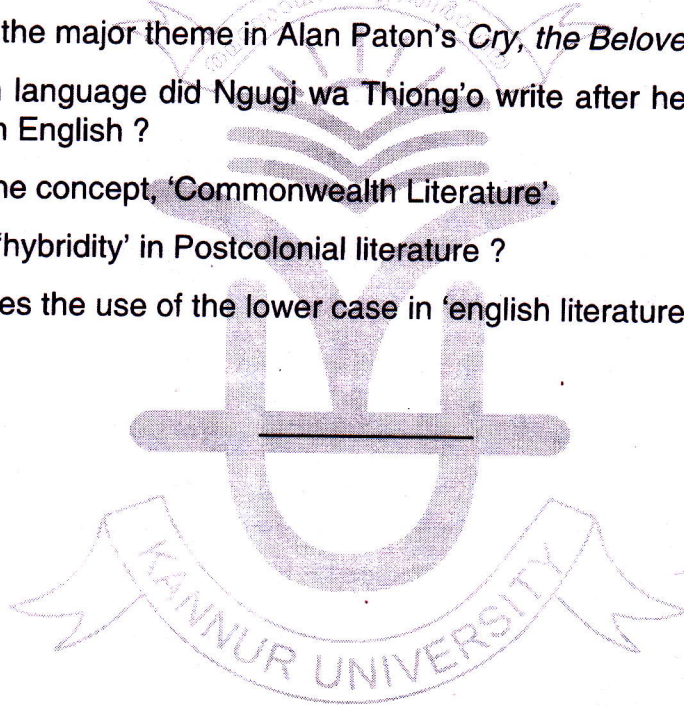 the major theme in Alan Paton's Cry, the Belove
language did Ngugi wa Thiong'o write after he
English ?
concept, 'Commonwealth Literature'.
'hybridity' in Postcolonial literature ?
es the use of the lower case in 'english literature
KANNUR UNIVERSITY